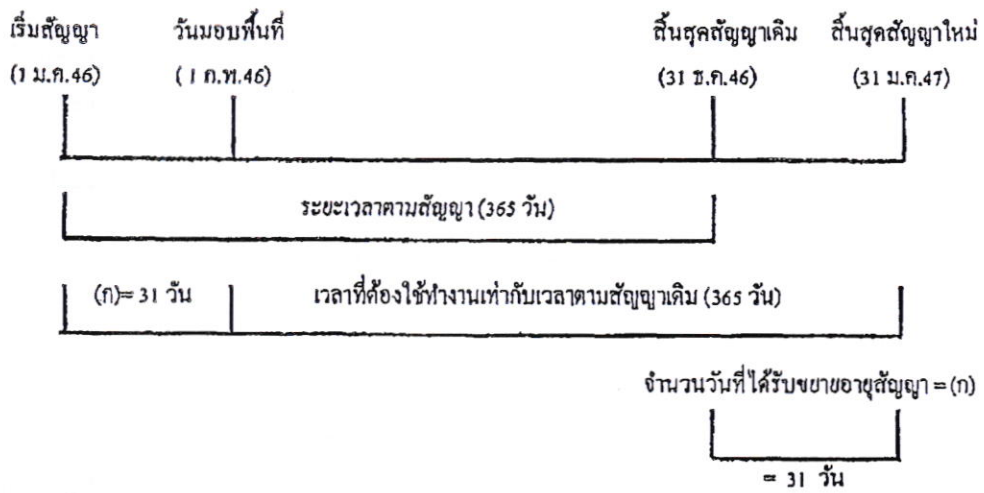 เริ่มสัญญา วันมอบพื้นที่ สิ้นสุดสัญญาเดิม สิ้นสุดสัญญาใหม่
(1 ม.ค.46) (1 ก.พ.46) (31 ธ.ค.46) (31 ม.ค.47)
ระยะเวลาตามสัญญา (365 วัน)
(ก)= 31 วัน เวลาที่ต้องใช้ทำงานเท่ากับเวลาตามสัญญาเดิม (365 วัน)
จำนวนวันที่ได้รับขยายอายุสัญญา = (ก)
= 31 วัน